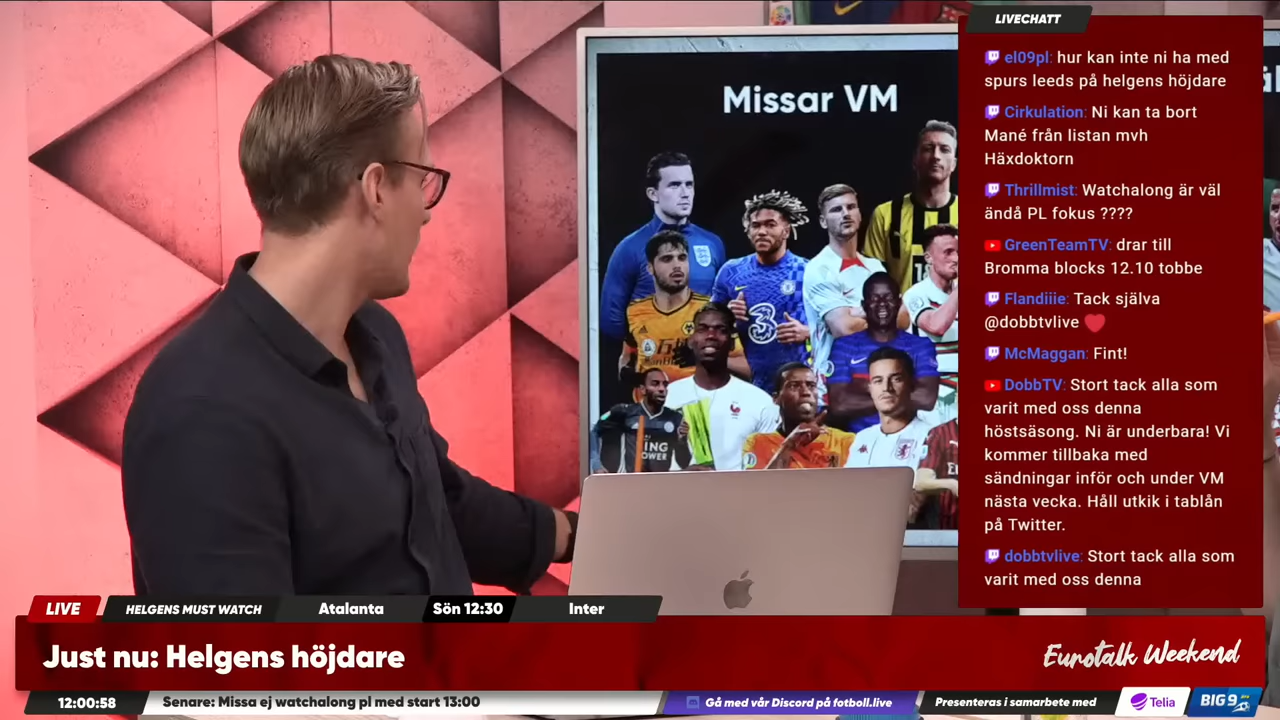 LIVECHATT
Missar VM
el09pl: hur kan inte ni ha med
spurs leeds på helgens höjdare
Cirkulation: Ni kan ta bort
Mané från listan mvh
Häxdoktorn
Thrillmist: Watchalong är väl
ändå PL fokus ????
GreenTeamTV: drar till
Bromma blocks 12.10 tobbe
Flandiiie: Tack själva
@dobbtvlive ❤
McMaggan: Fint!
DobbTV: Stort tack alla som
varit med oss denna
höstsäsong. Ni är underbara! Vi
kommer tillbaka med
sändningar inför och under VM
nästa vecka. Håll utkik i tablån
på Twitter.
dobbtvlive: Stort tack alla som
varit med oss denna
3
KING
POWER
LIVE HELGENS MUST WATCH Atalanta Sön 12:30 Inter
Just nu: Helgens höjdare
Eurotalk Weekend
12:00:58 Senare: Missa ej watchalong pl med start 13:00 Gå med vår Discord på fotboll.live Presenteras i samarbete med Telia BIG9